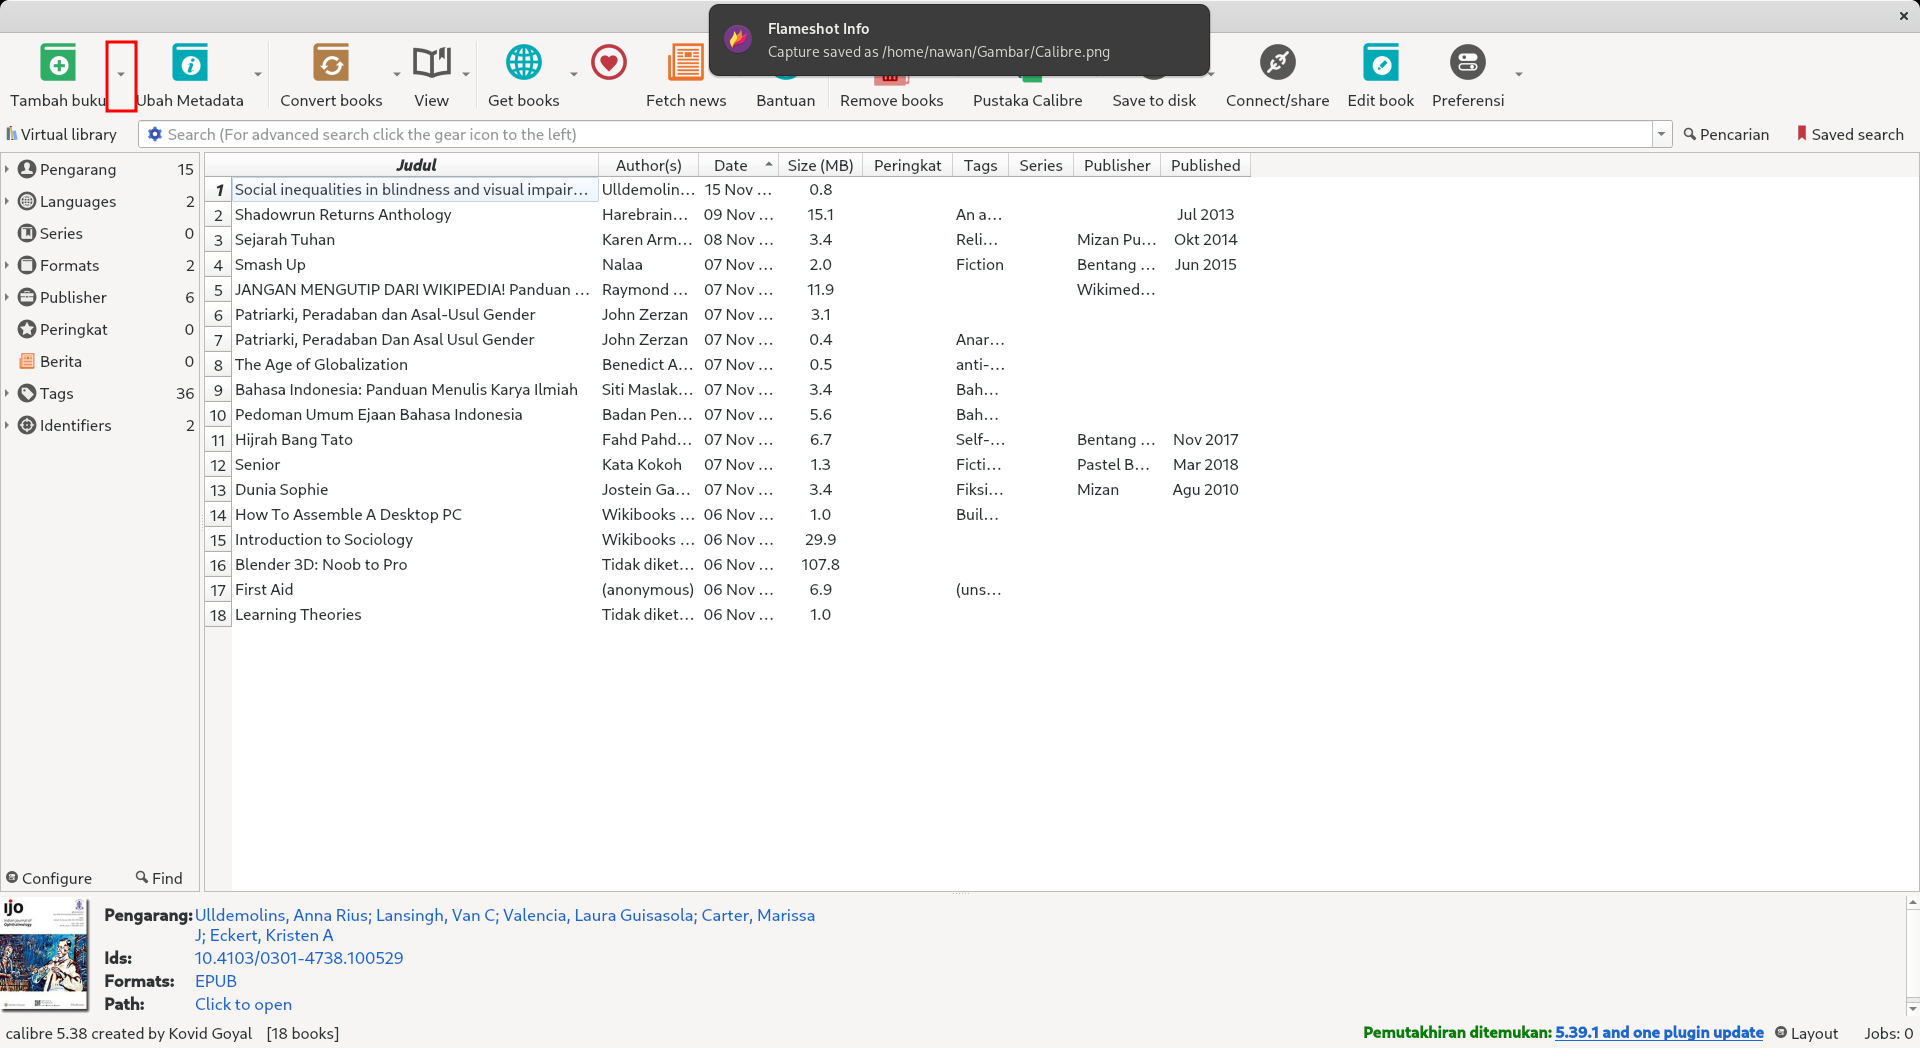 Flameshot Info
Capture saved as /home/nawan/Gambar/Calibre.png
Tambah buku Ubah Metadata Convert books View Get books Fetch news Bantuan Remove books Pustaka Calibre Save to disk Connect/share Edit book Preferensi
Virtual library Search (For advanced search click the gear icon to the left) Pencarian Saved search
Pengarang 15
Languages 2
Series 0
Formats 2
Publisher 6
Peringkat 0
Berita 0
Tags 36
Identifiers 2
Configure Find
Judul Author(s) Date Size (MB) Peringkat Tags Series Publisher Published
1 Social inequalities in blindness and visual impair... Ulldemolin... 15 Nov ... 0.8
2 Shadowrun Returns Anthology Harebrain... 09 Nov ... 15.1 An a... Jul 2013
3 Sejarah Tuhan Karen Arm... 08 Nov ... 3.4 Reli... Mizan Pu... Okt 2014
4 Smash Up Nalaa 07 Nov ... 2.0 Fiction Bentang ... Jun 2015
5 JANGAN MENGUTIP DARI WIKIPEDIA! Panduan ... Raymond ... 07 Nov ... 11.9 Wikimed...
6 Patriarki, Peradaban dan Asal-Usul Gender John Zerzan 07 Nov ... 3.1
7 Patriarki, Peradaban Dan Asal Usul Gender John Zerzan 07 Nov ... 0.4 Anar...
8 The Age of Globalization Benedict A... 07 Nov ... 0.5 anti-...
9 Bahasa Indonesia: Panduan Menulis Karya Ilmiah Siti Maslak... 07 Nov ... 3.4 Bah...
10 Pedoman Umum Ejaan Bahasa Indonesia Badan Pen... 07 Nov ... 5.6 Bah...
11 Hijrah Bang Tato Fahd Pahd... 07 Nov ... 6.7 Self-... Bentang ... Nov 2017
12 Senior Kata Kokoh 07 Nov ... 1.3 Ficti... Pastel B... Mar 2018
13 Dunia Sophie Jostein Ga... 07 Nov ... 3.4 Fiksi... Mizan Agu 2010
14 How To Assemble A Desktop PC Wikibooks ... 06 Nov ... 1.0 Buil...
15 Introduction to Sociology Wikibooks ... 06 Nov ... 29.9
16 Blender 3D: Noob to Pro Tidak diket... 06 Nov ... 107.8
17 First Aid (anonymous) 06 Nov ... 6.9 (uns...
18 Learning Theories Tidak diket... 06 Nov ... 1.0
ijo
Pengarang: Ulldemolins, Anna Rius; Lansingh, Van C; Valencia, Laura Guisasola; Carter, Marissa
J; Eckert, Kristen A
Ids: 10.4103/0301-4738.100529
Formats: EPUB
Path: Click to open
calibre 5.38 created by Kovid Goyal [18 books] Pemutakhiran ditemukan: 5.39.1 and one plugin update Layout Jobs: 0